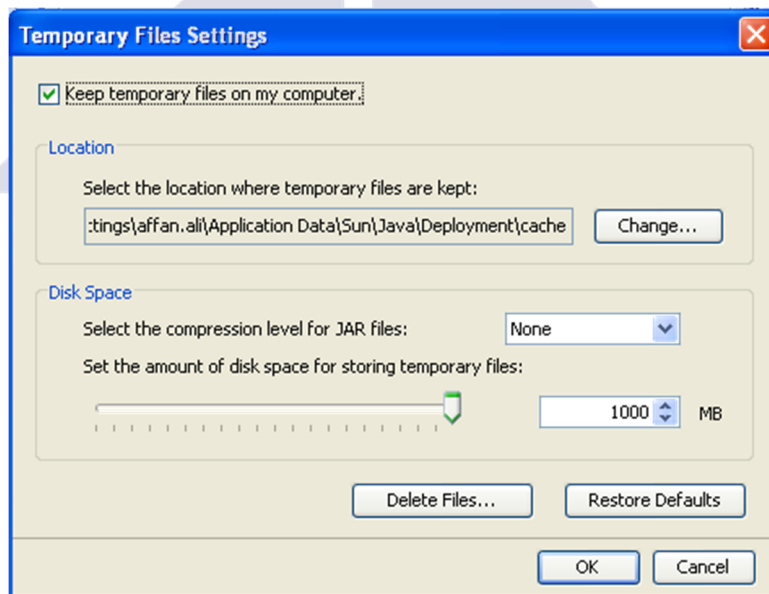 Temporary Files Settings
Keep temporary files on my computer.
Location
Select the location where temporary files are kept:
:tings\affan.ali\Application Data\Sun\Java\Deployment\cache
Change...
Disk Space
Select the compression level for JAR files:
None
Set the amount of disk space for storing temporary files:
1000 MB
Delete Files...
Restore Defaults
OK
Cancel